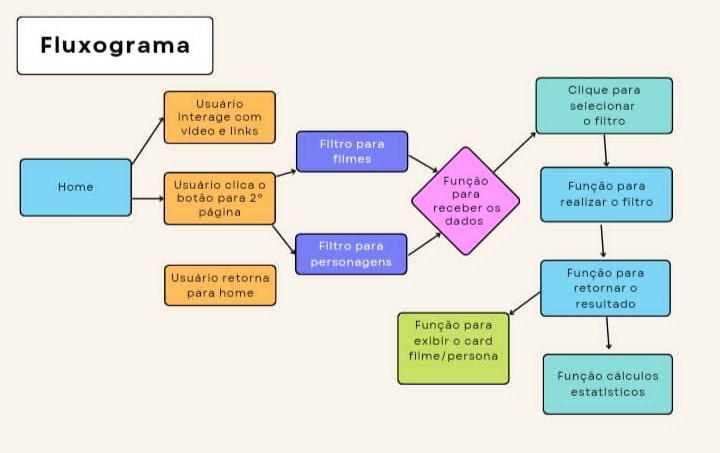 Fluxograma
Usuário
interage com
video e links
Home
Usuário clica o
botão para 2º
página
Usuário retorna
para home
Filtro para
filmes
Filtro para
personagens
Função
para
receber os
dados
Clique para
selecionar
o filtro
Função para
realizar o filtro
Função para
retornar o
resultado
Função para
exibir o card
filme/persona
Função cálculos
estatísticos